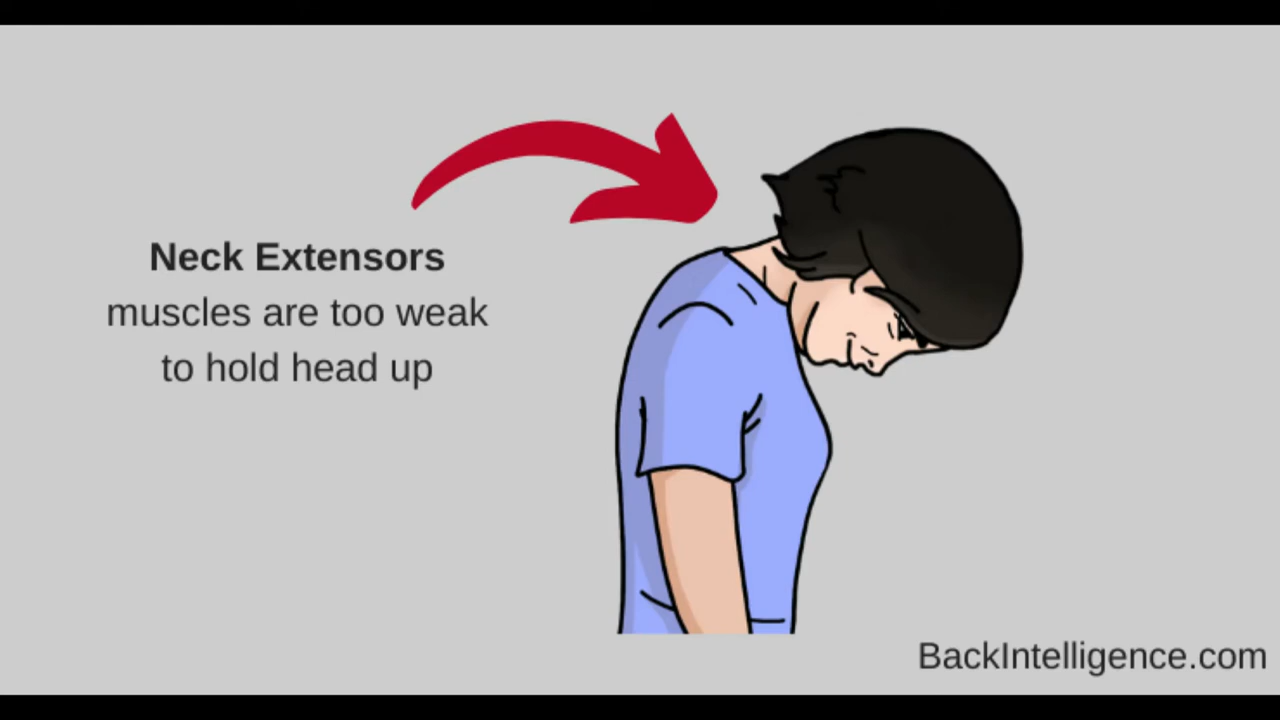 Neck Extensors
muscles are too weak
to hold head up
BackIntelligence.com